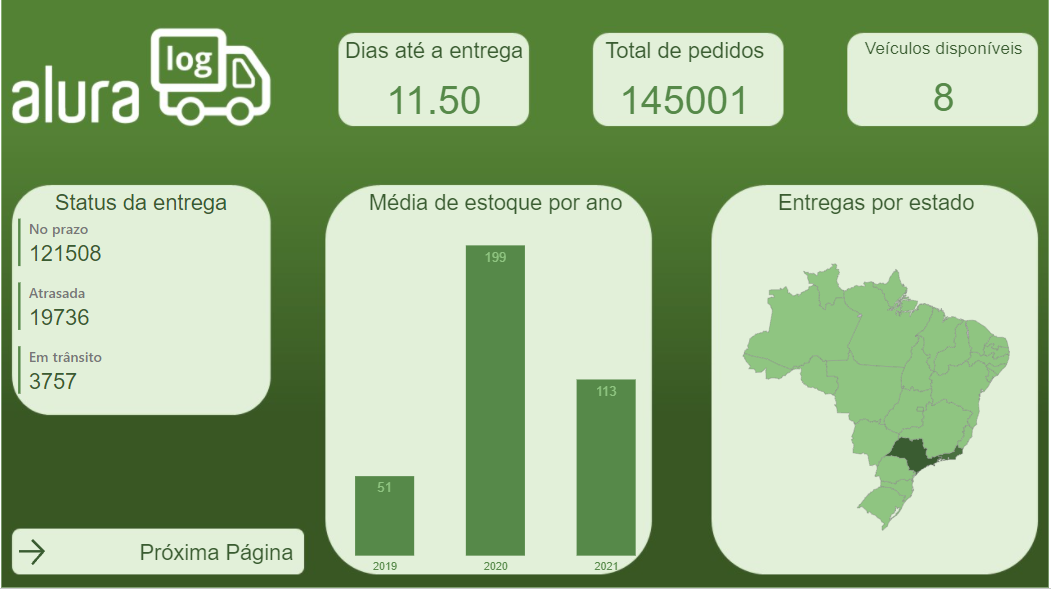 alura
log
Dias até a entrega
11.50
Total de pedidos
145001
Veículos disponíveis
8
Status da entrega
No prazo
121508
Atrasada
19736
Em trânsito
3757
Média de estoque por ano
199
113
51
2019
2020
2021
Entregas por estado
Próxima Página